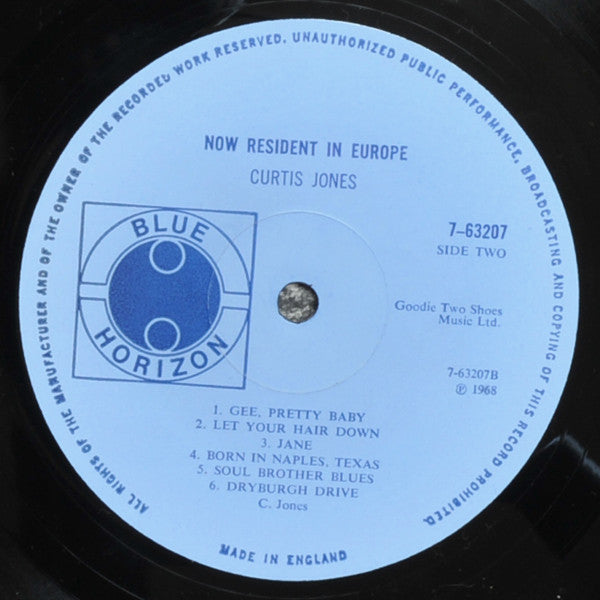 ALL RIGHTS OF THE MANUFACTURER AND OF THE OWNER OF THE RECORDED WORK RESERVED. UNAUTHORIZED PUBLIC PERFORMANCE, BROADCASTING AND COPYING OF THIS RECORD PROHIBITED.
NOW RESIDENT IN EUROPE
CURTIS JONES
BLUE
HORIZON
7-63207
SIDE TWO
Goodie Two Shoes
Music Ltd.
7-63207B
℗ 1968
1. GEE, PRETTY BABY
2. LET YOUR HAIR DOWN
3. JANE
4. BORN IN NAPLES, TEXAS
5. SOUL BROTHER BLUES
6. DRYBURGH DRIVE
C. Jones
MADE IN ENGLAND